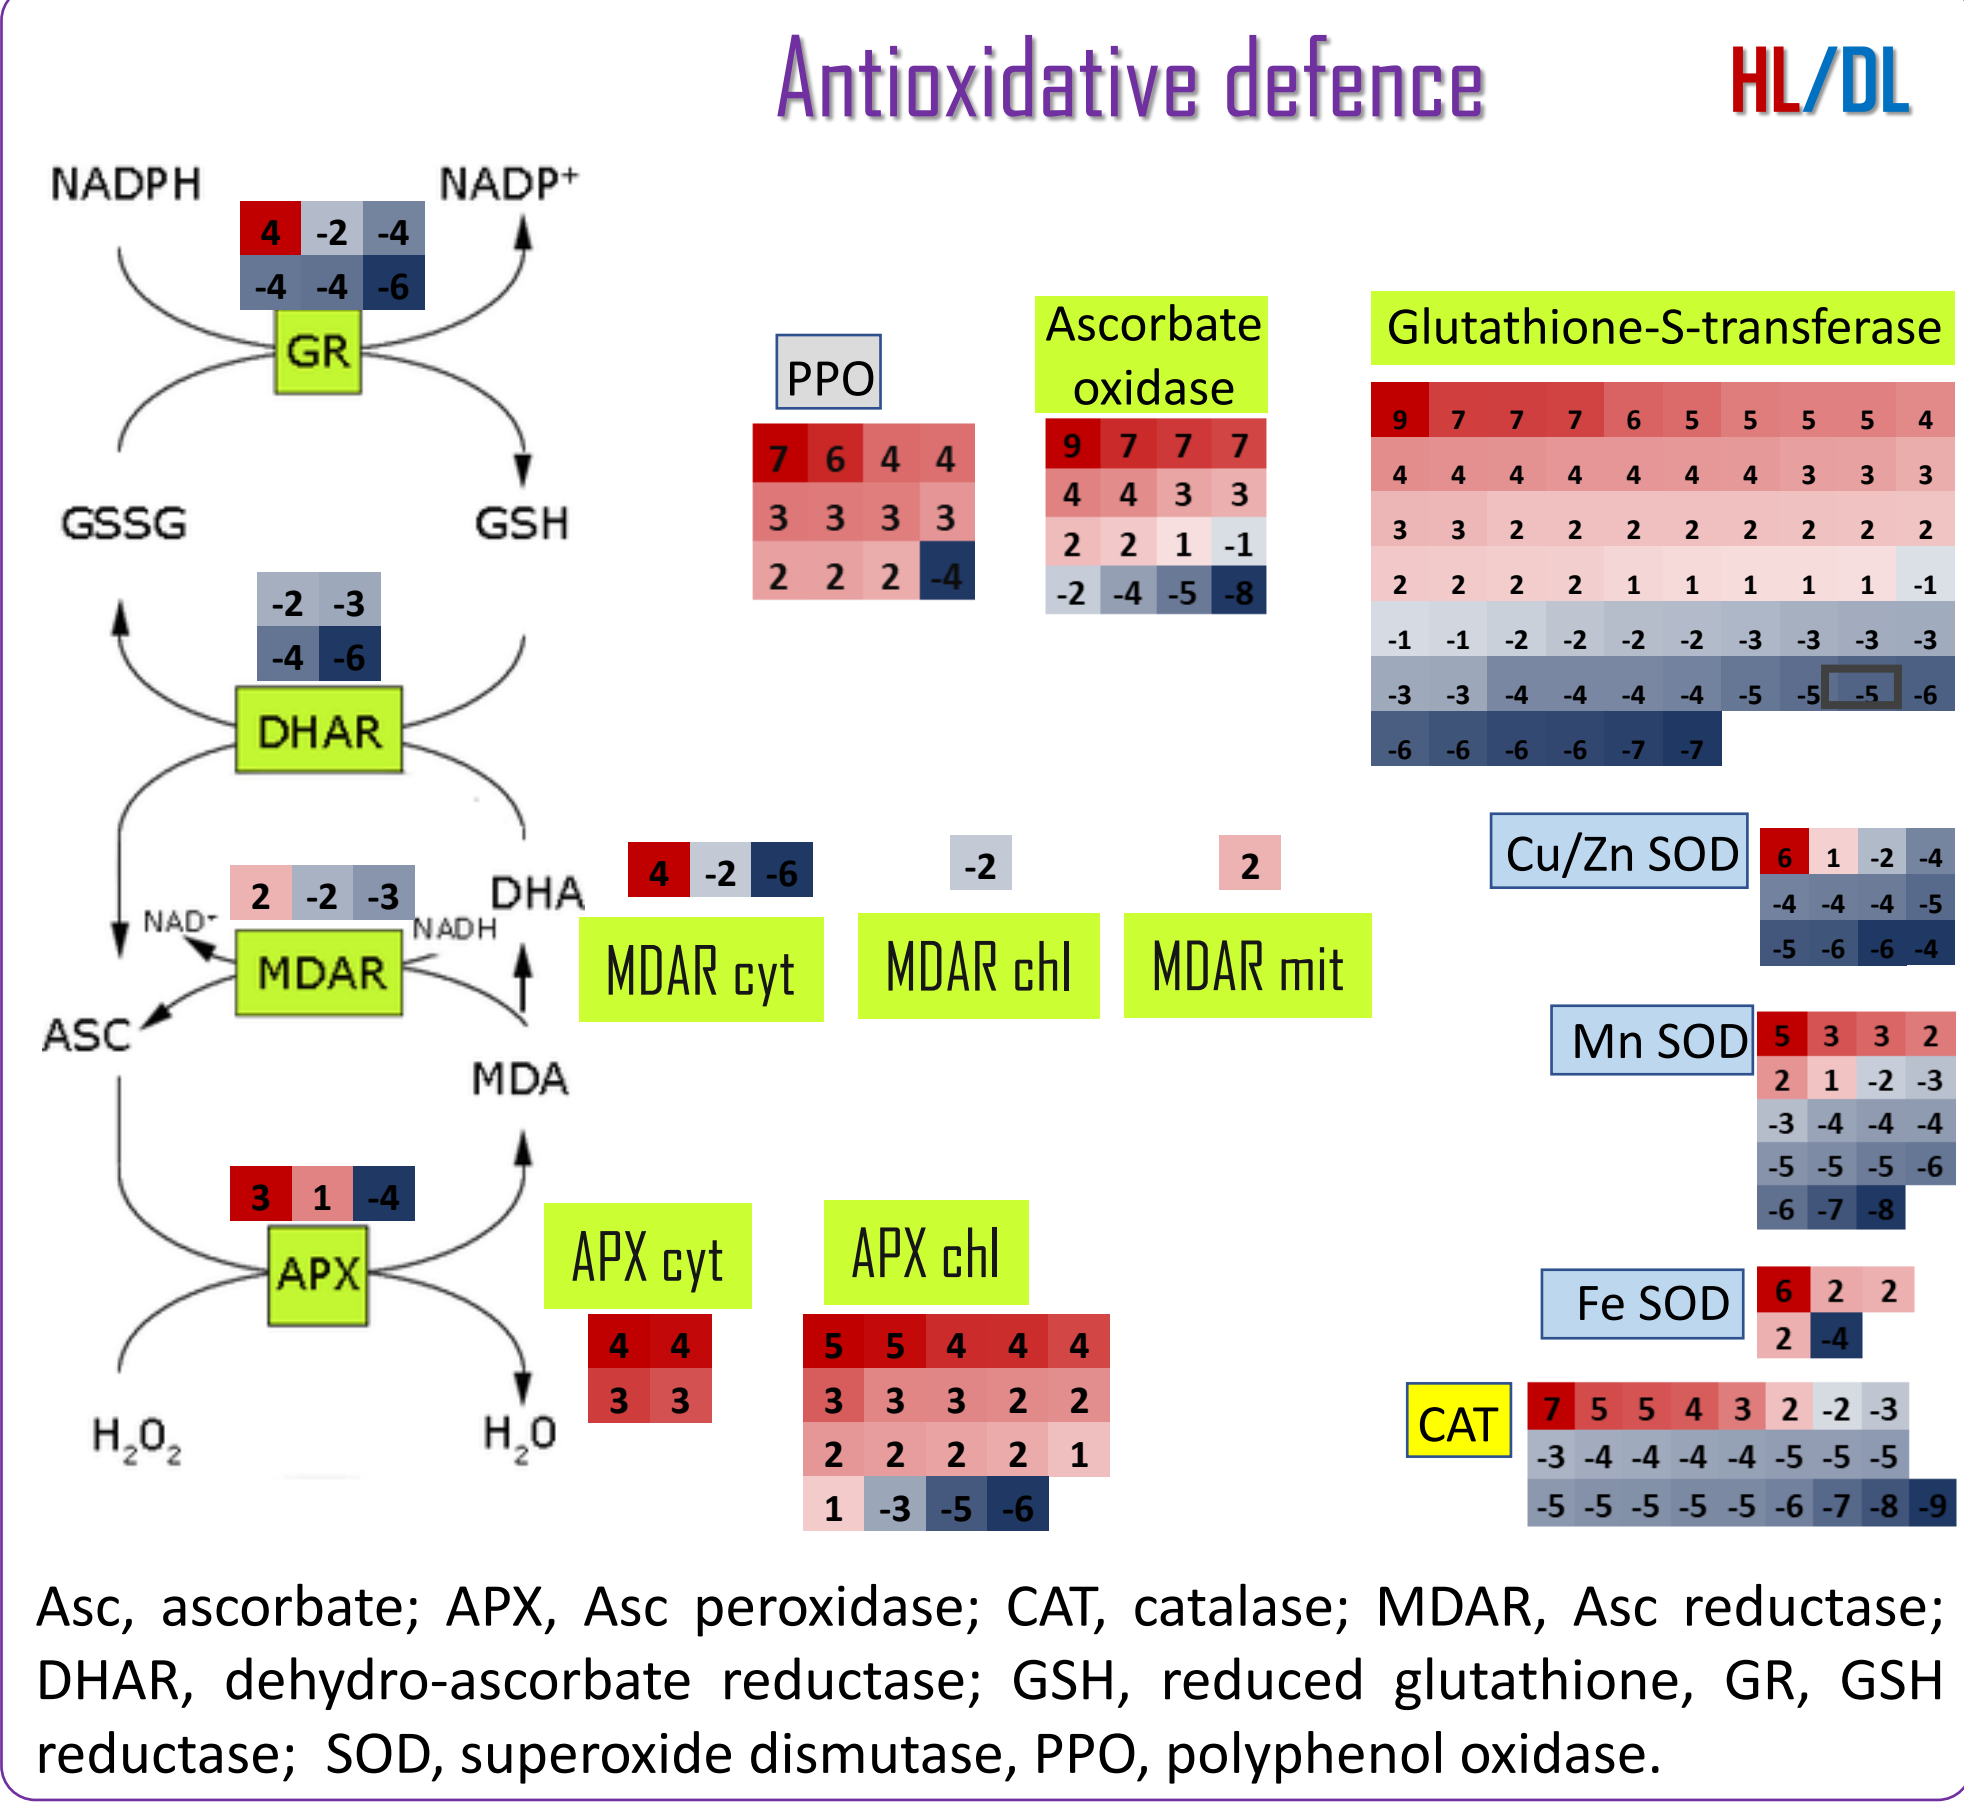 Antioxidative defence
HL/DL
NADPH
NADP⁺
4 -2 -4
-4 -4 -6
GR
GSSG
GSH
-2 -3
-4 -6
DHAR
2 -2 -3
NAD⁺
NADH
DHA
MDAR
ASC
MDA
3 1 -4
APX
H₂O₂
H₂O
PPO
7 6 4 4
3 3 3 3
2 2 2 -4
Ascorbate
oxidase
9 7 7 7
4 4 3 3
2 2 1 -1
-2 -4 -5 -8
Glutathione-S-transferase
9 7 7 7 6 5 5 5 5 4
4 4 4 4 4 4 4 3 3 3
3 3 2 2 2 2 2 2 2 2
2 2 2 2 1 1 1 1 1 -1
-1 -1 -2 -2 -2 -2 -3 -3 -3 -3
-3 -3 -4 -4 -4 -4 -5 -5 -5 -6
-6 -6 -6 -6 -7 -7
4 -2 -6
MDAR cyt
-2
MDAR chl
2
MDAR mit
Cu/Zn SOD
6 1 -2 -4
-4 -4 -4 -5
-5 -6 -6 -4
Mn SOD
5 3 3 2
2 1 -2 -3
-3 -4 -4 -4
-5 -5 -5 -6
-6 -7 -8
APX cyt
4 4
3 3
APX chl
5 5 4 4 4
3 3 3 2 2
2 2 2 2 1
1 -3 -5 -6
Fe SOD
6 2 2
2 -4
CAT
7 5 5 4 3 2 -2 -3
-3 -4 -4 -4 -4 -5 -5 -5
-5 -5 -5 -5 -5 -6 -7 -8 -9
Asc, ascorbate; APX, Asc peroxidase; CAT, catalase; MDAR, Asc reductase;
DHAR, dehydro-ascorbate reductase; GSH, reduced glutathione, GR, GSH
reductase; SOD, superoxide dismutase, PPO, polyphenol oxidase.